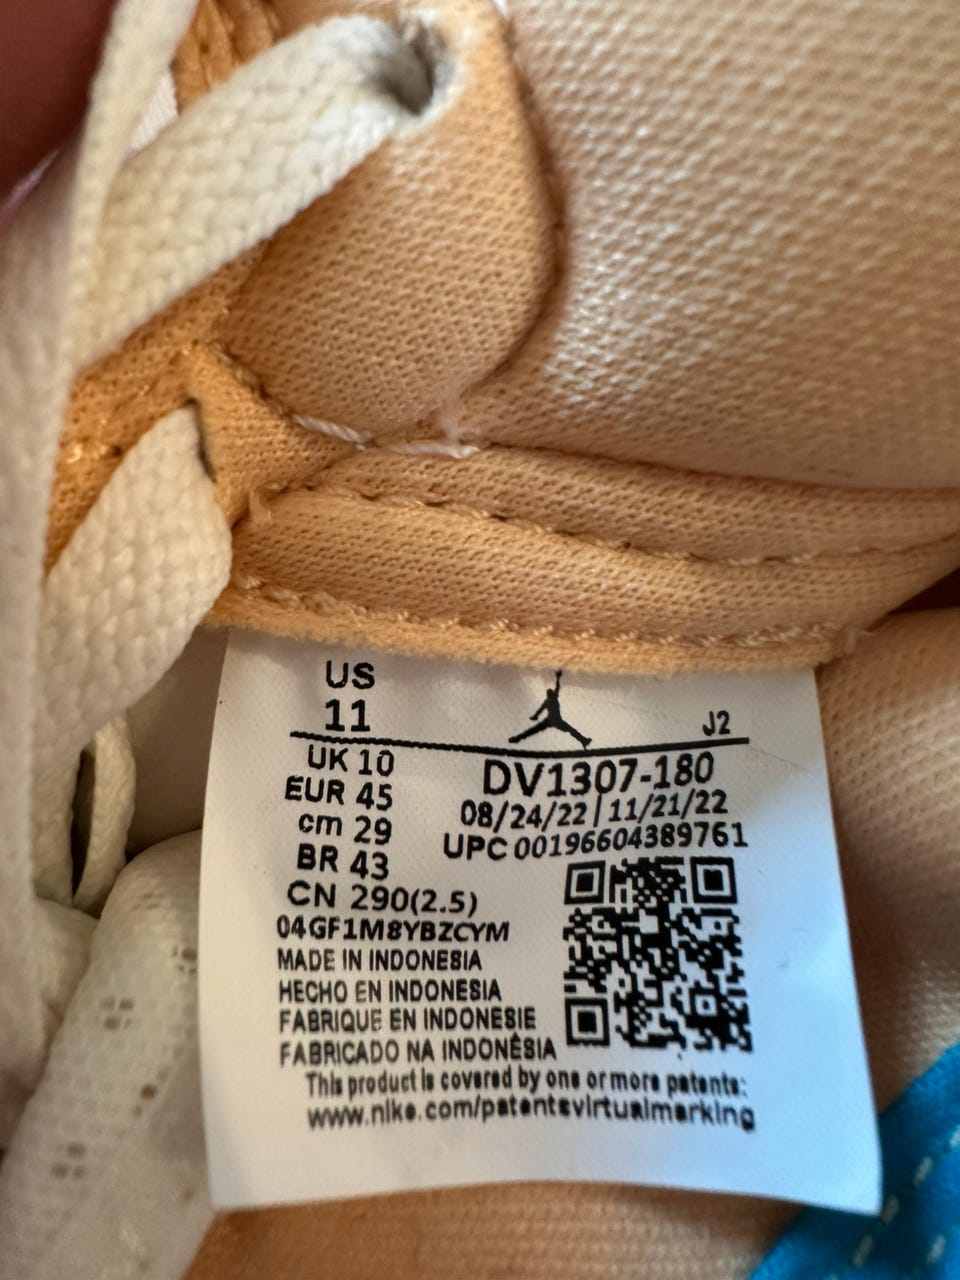 US
11
J2
UK 10
EUR 45
cm 29
BR 43
CN 290(2.5)
DV1307-180
08/24/22 | 11/21/22
UPC 00196604389761
04GF1M8YBZCYM
MADE IN INDONESIA
HECHO EN INDONESIA
FABRIQUE EN INDONESIE
FABRICADO NA INDONÊSIA
This product is covered by one or more patents:
www.nike.com/patentsvirtualmarking